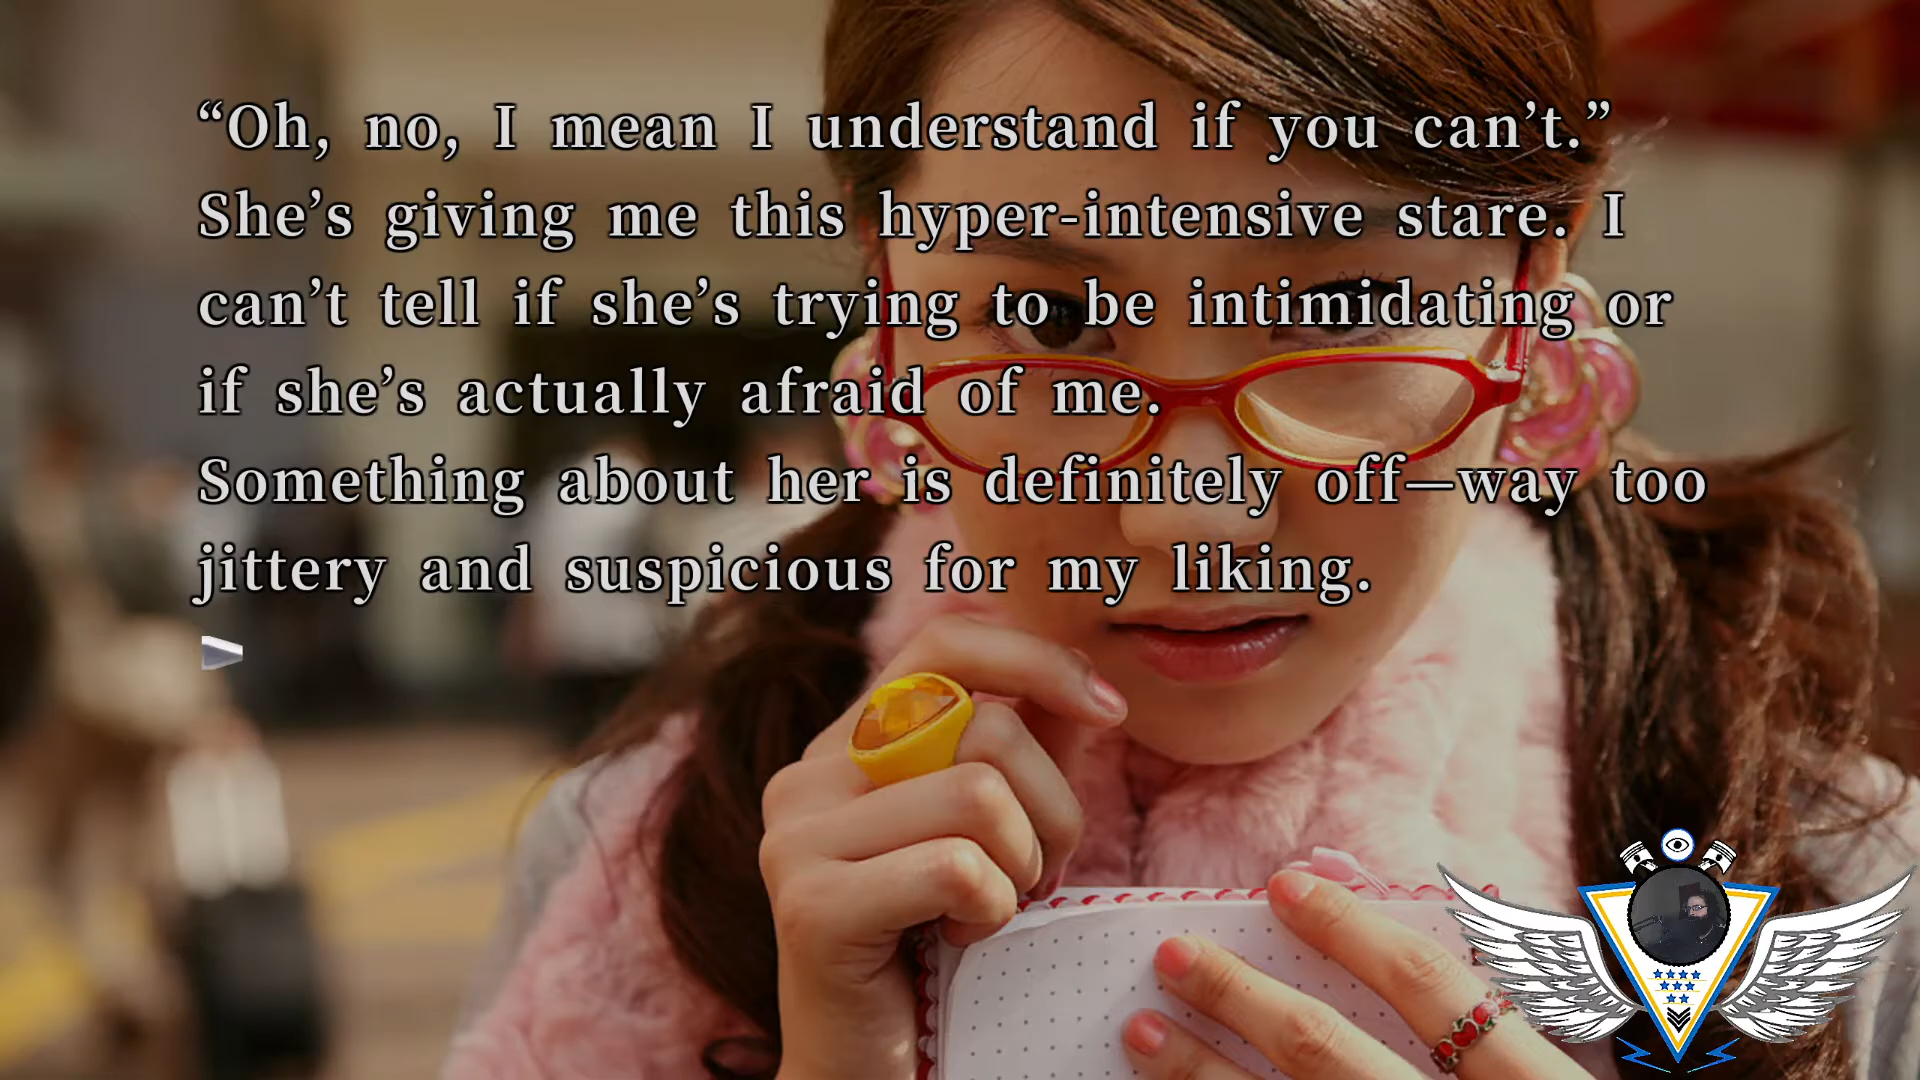 “Oh, no, I mean I understand if you can’t.”
She’s giving me this hyper-intensive stare. I
can’t tell if she’s trying to be intimidating or
if she’s actually afraid of me.
Something about her is definitely off—way too
jittery and suspicious for my liking.